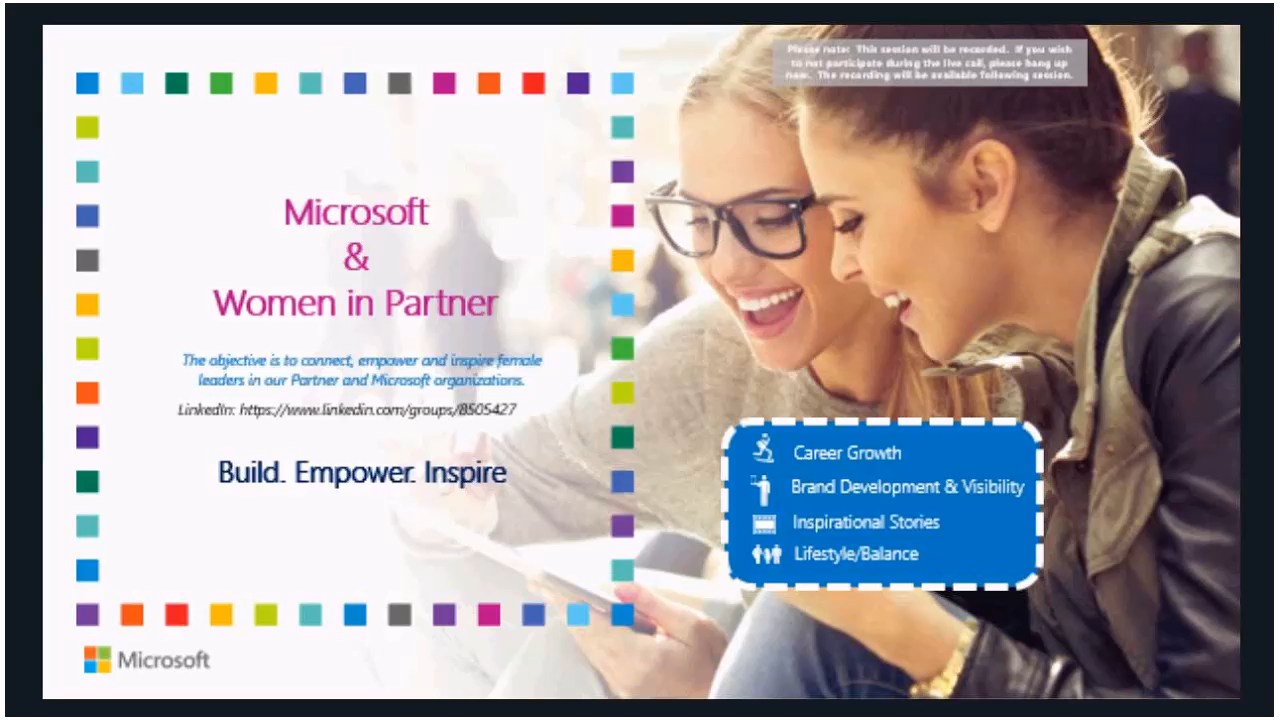 Please note: This session will be recorded. If you wish
to not participate during the live call, please hang up
now. The recording will be available following session.
Microsoft
&
Women in Partner
The objective is to connect, empower and inspire female
leaders in our Partner and Microsoft organizations.
LinkedIn: https://www.linkedin.com/groups/8505427
Build. Empower. Inspire
Career Growth
Brand Development & Visibility
Inspirational Stories
Lifestyle/Balance
Microsoft